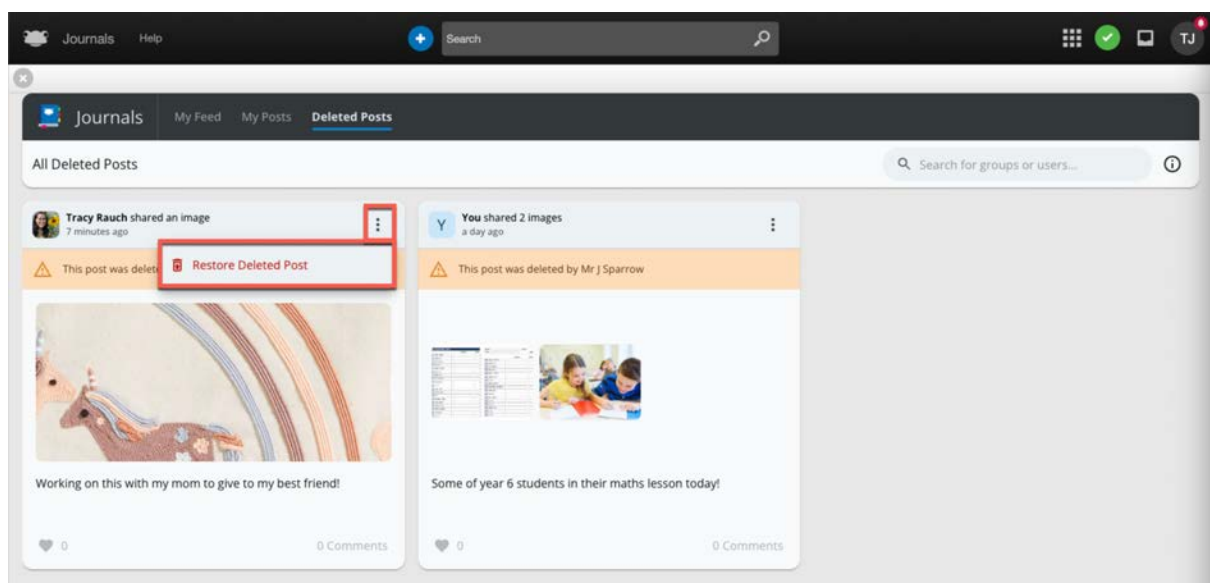 Journals Help Search TJ
Journals My Feed My Posts Deleted Posts
All Deleted Posts Search for groups or users...
Tracy Rauch shared an image
7 minutes ago
Restore Deleted Post
This post was delet
Working on this with my mom to give to my best friend!
0 0 Comments
Y You shared 2 images
a day ago
This post was deleted by Mr J Sparrow
Some of year 6 students in their maths lesson today!
0 0 Comments